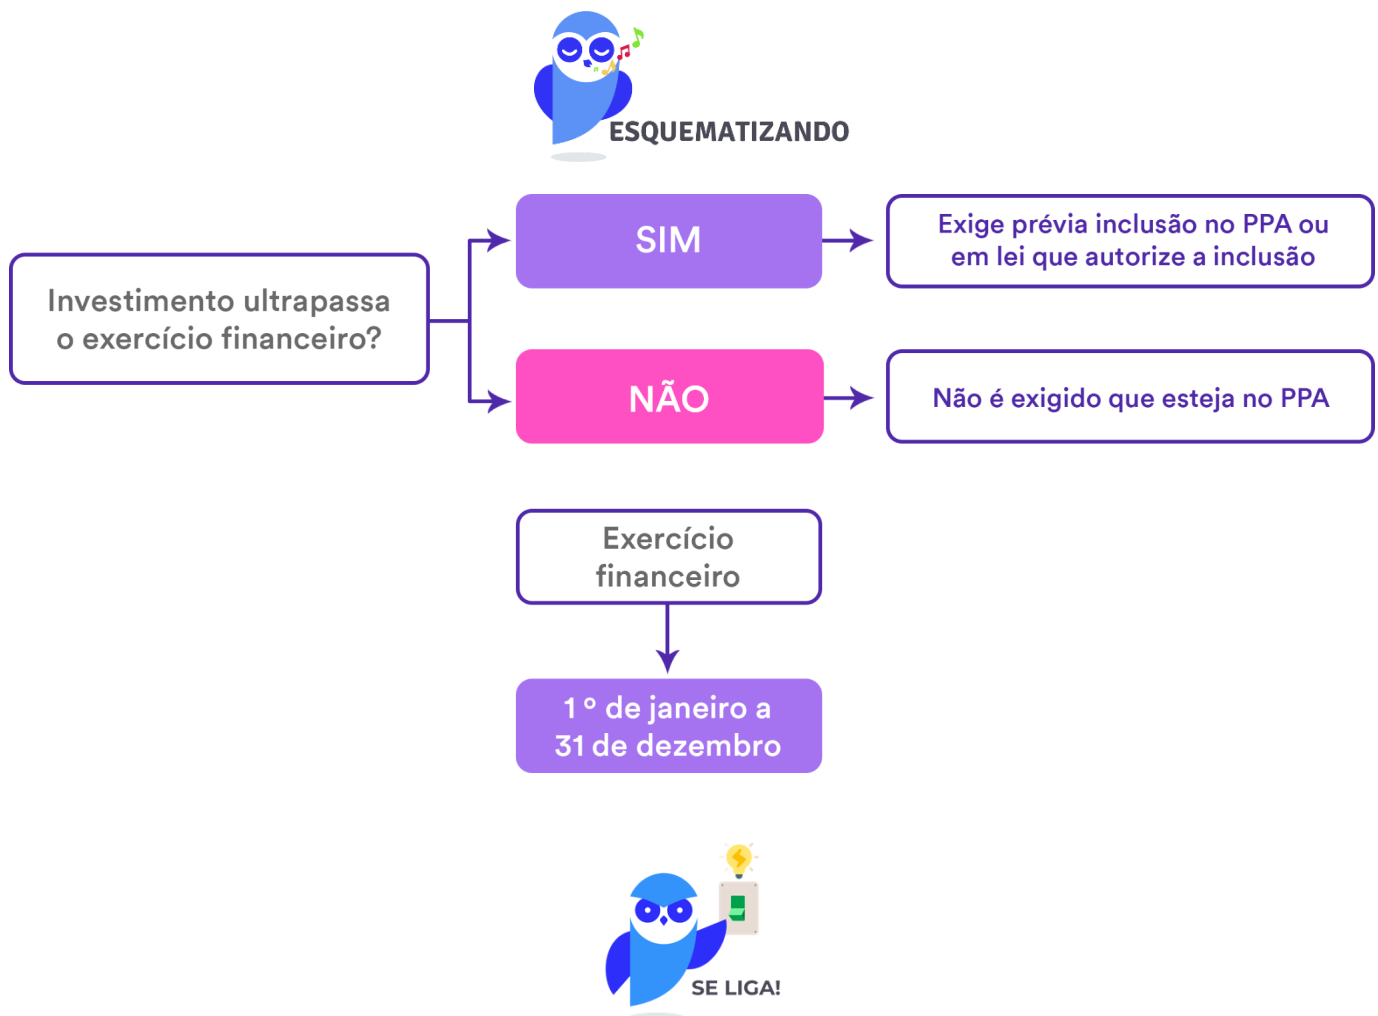 ESQUEMATIZANDO
Investimento ultrapassa
o exercício financeiro?
SIM
Exige prévia inclusão no PPA ou
em lei que autorize a inclusão
NÃO
Não é exigido que esteja no PPA
Exercício
financeiro
1 º de janeiro a
31 de dezembro
SE LIGA!